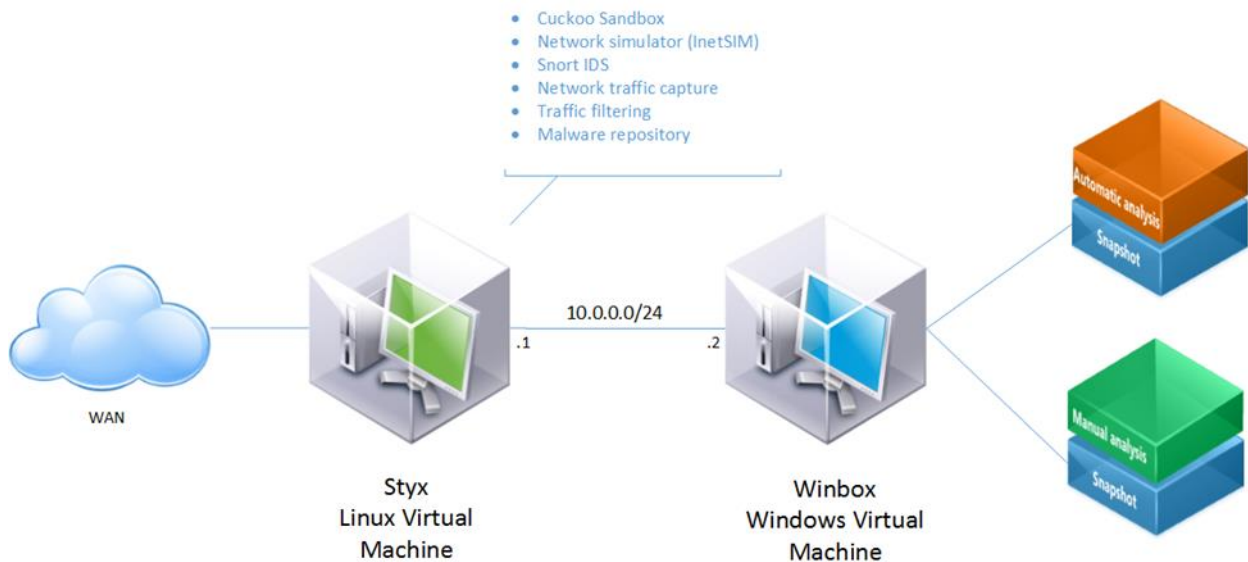 Cuckoo Sandbox
Network simulator (InetSIM)
Snort IDS
Network traffic capture
Traffic filtering
Malware repository
Automatic analysis
Snapshot
10.0.0.0/24
.1
.2
WAN
Manual analysis
Snapshot
Styx
Linux Virtual
Machine
Winbox
Windows Virtual
Machine